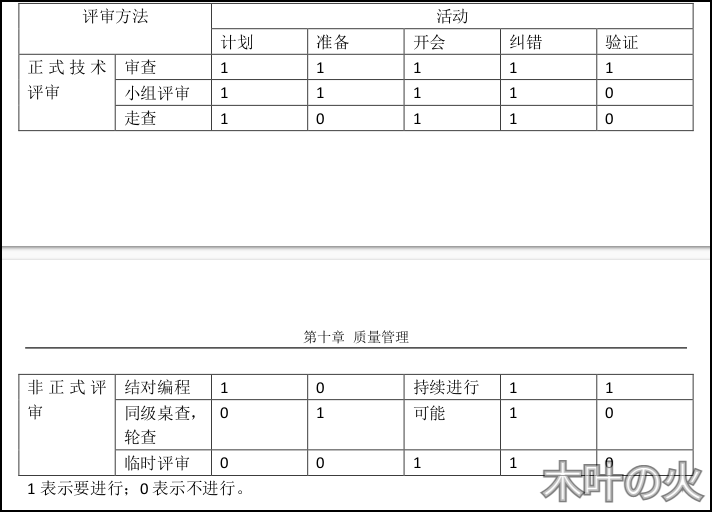 评审方法 活动
计划 准备 开会 纠错 验证
正式技术 审查 1 1 1 1 1
评审 小组评审 1 1 1 1 0
走查 1 0 1 1 0
第十章 质量管理
非正式评 结对编程 1 0 持续进行 1 1
审 同级桌查， 0 1 可能 1 0
轮查
临时评审 0 0 1 1 0
1 表示要进行；0 表示不进行。
木叶の火